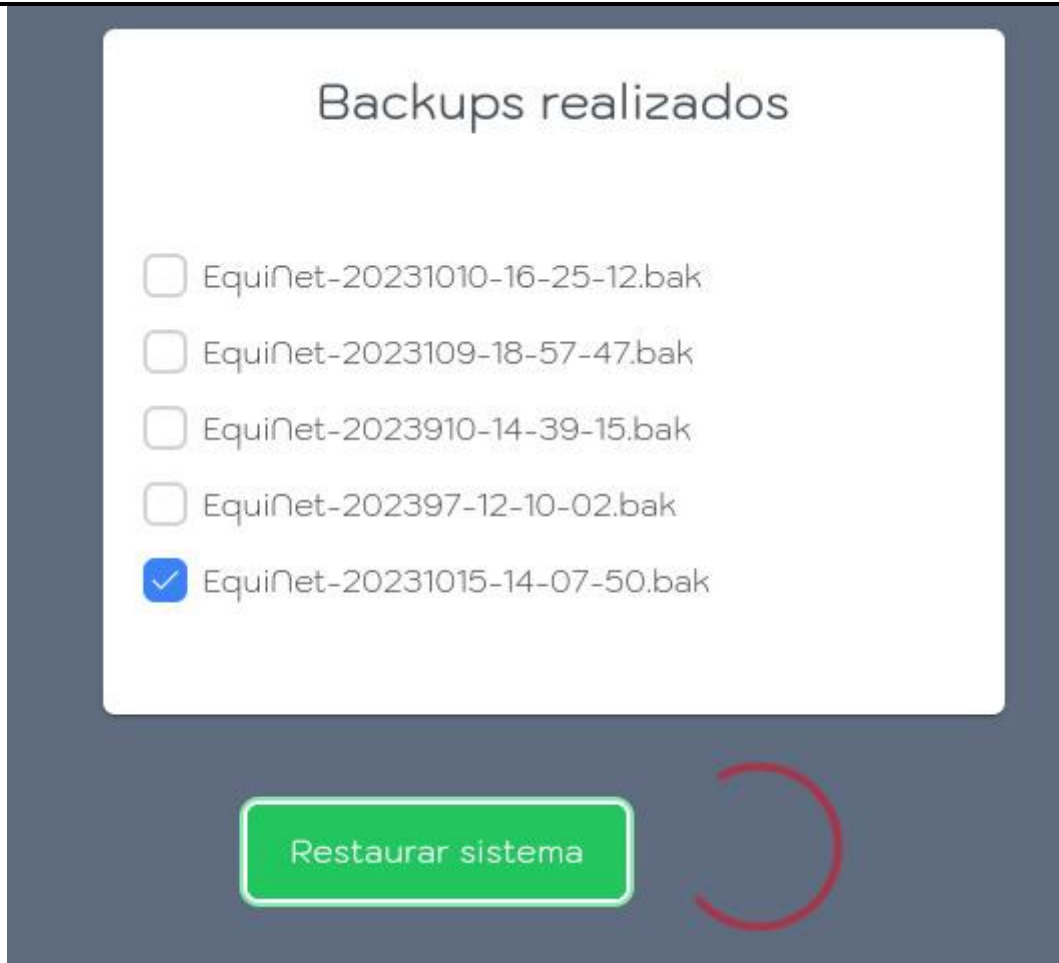 Backups realizados
EquiNet-20231010-16-25-12.bak
EquiNet-2023109-18-57-47.bak
EquiNet-2023910-14-39-15.bak
EquiNet-202397-12-10-02.bak
EquiNet-20231015-14-07-50.bak
Restaurar sistema